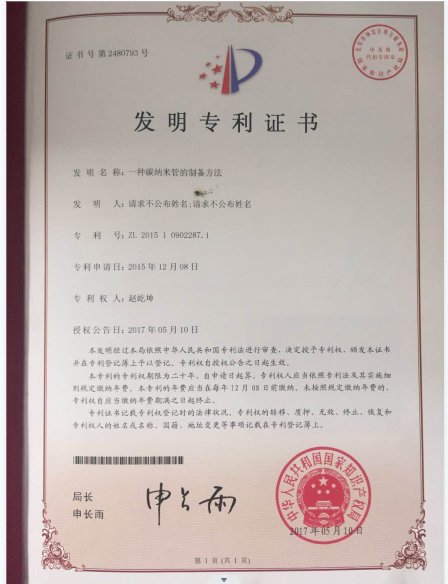 证书号第2480793号
发明专利证书
发 明 名 称：一种碳纳米管的制备方法
发 明 人：请求不公布姓名;请求不公布姓名
专 利 号：ZL 2015 1 0902287.1
专利申请日：2015年12月08日
专 利 权 人：赵屹坤
授权公告日：2017年05月10日
本发明经过本局依照中华人民共和国专利法进行审查，决定授予专利权，颁发本证书
并在专利登记簿上予以登记。专利权自授权公告之日起生效。
本专利的专利权期限为二十年，自申请日起算。专利权人应当依照专利法及其实施细
则规定缴纳年费。本专利的年费应当在每年12月08日前缴纳。未按照规定缴纳年费的，
专利权自应当缴纳年费期满之日起终止。
专利证书记载专利权登记时的法律状况。专利权的转移、质押、无效、终止、恢复和
专利权人的姓名或名称、国籍、地址变更等事项记载在专利登记簿上。
局长
申长雨
申长雨
中华人民共和国国家知识产权局
2017年05月10日
第 1 页 (共 1 页)